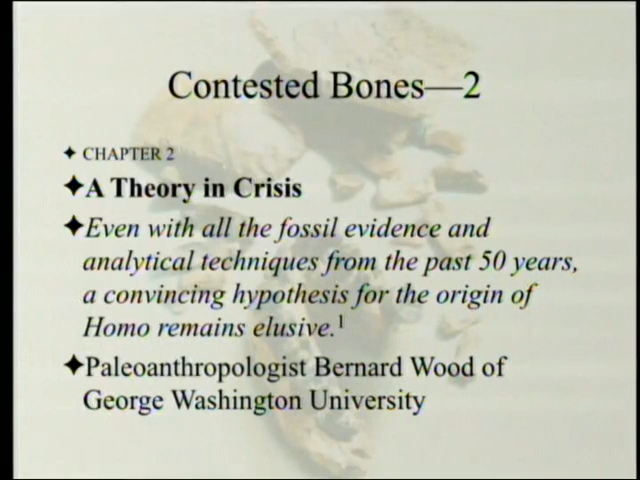 Contested Bones—2
✦ CHAPTER 2
✦A Theory in Crisis
✦Even with all the fossil evidence and
analytical techniques from the past 50 years,
a convincing hypothesis for the origin of
Homo remains elusive.1
✦Paleoanthropologist Bernard Wood of
George Washington University